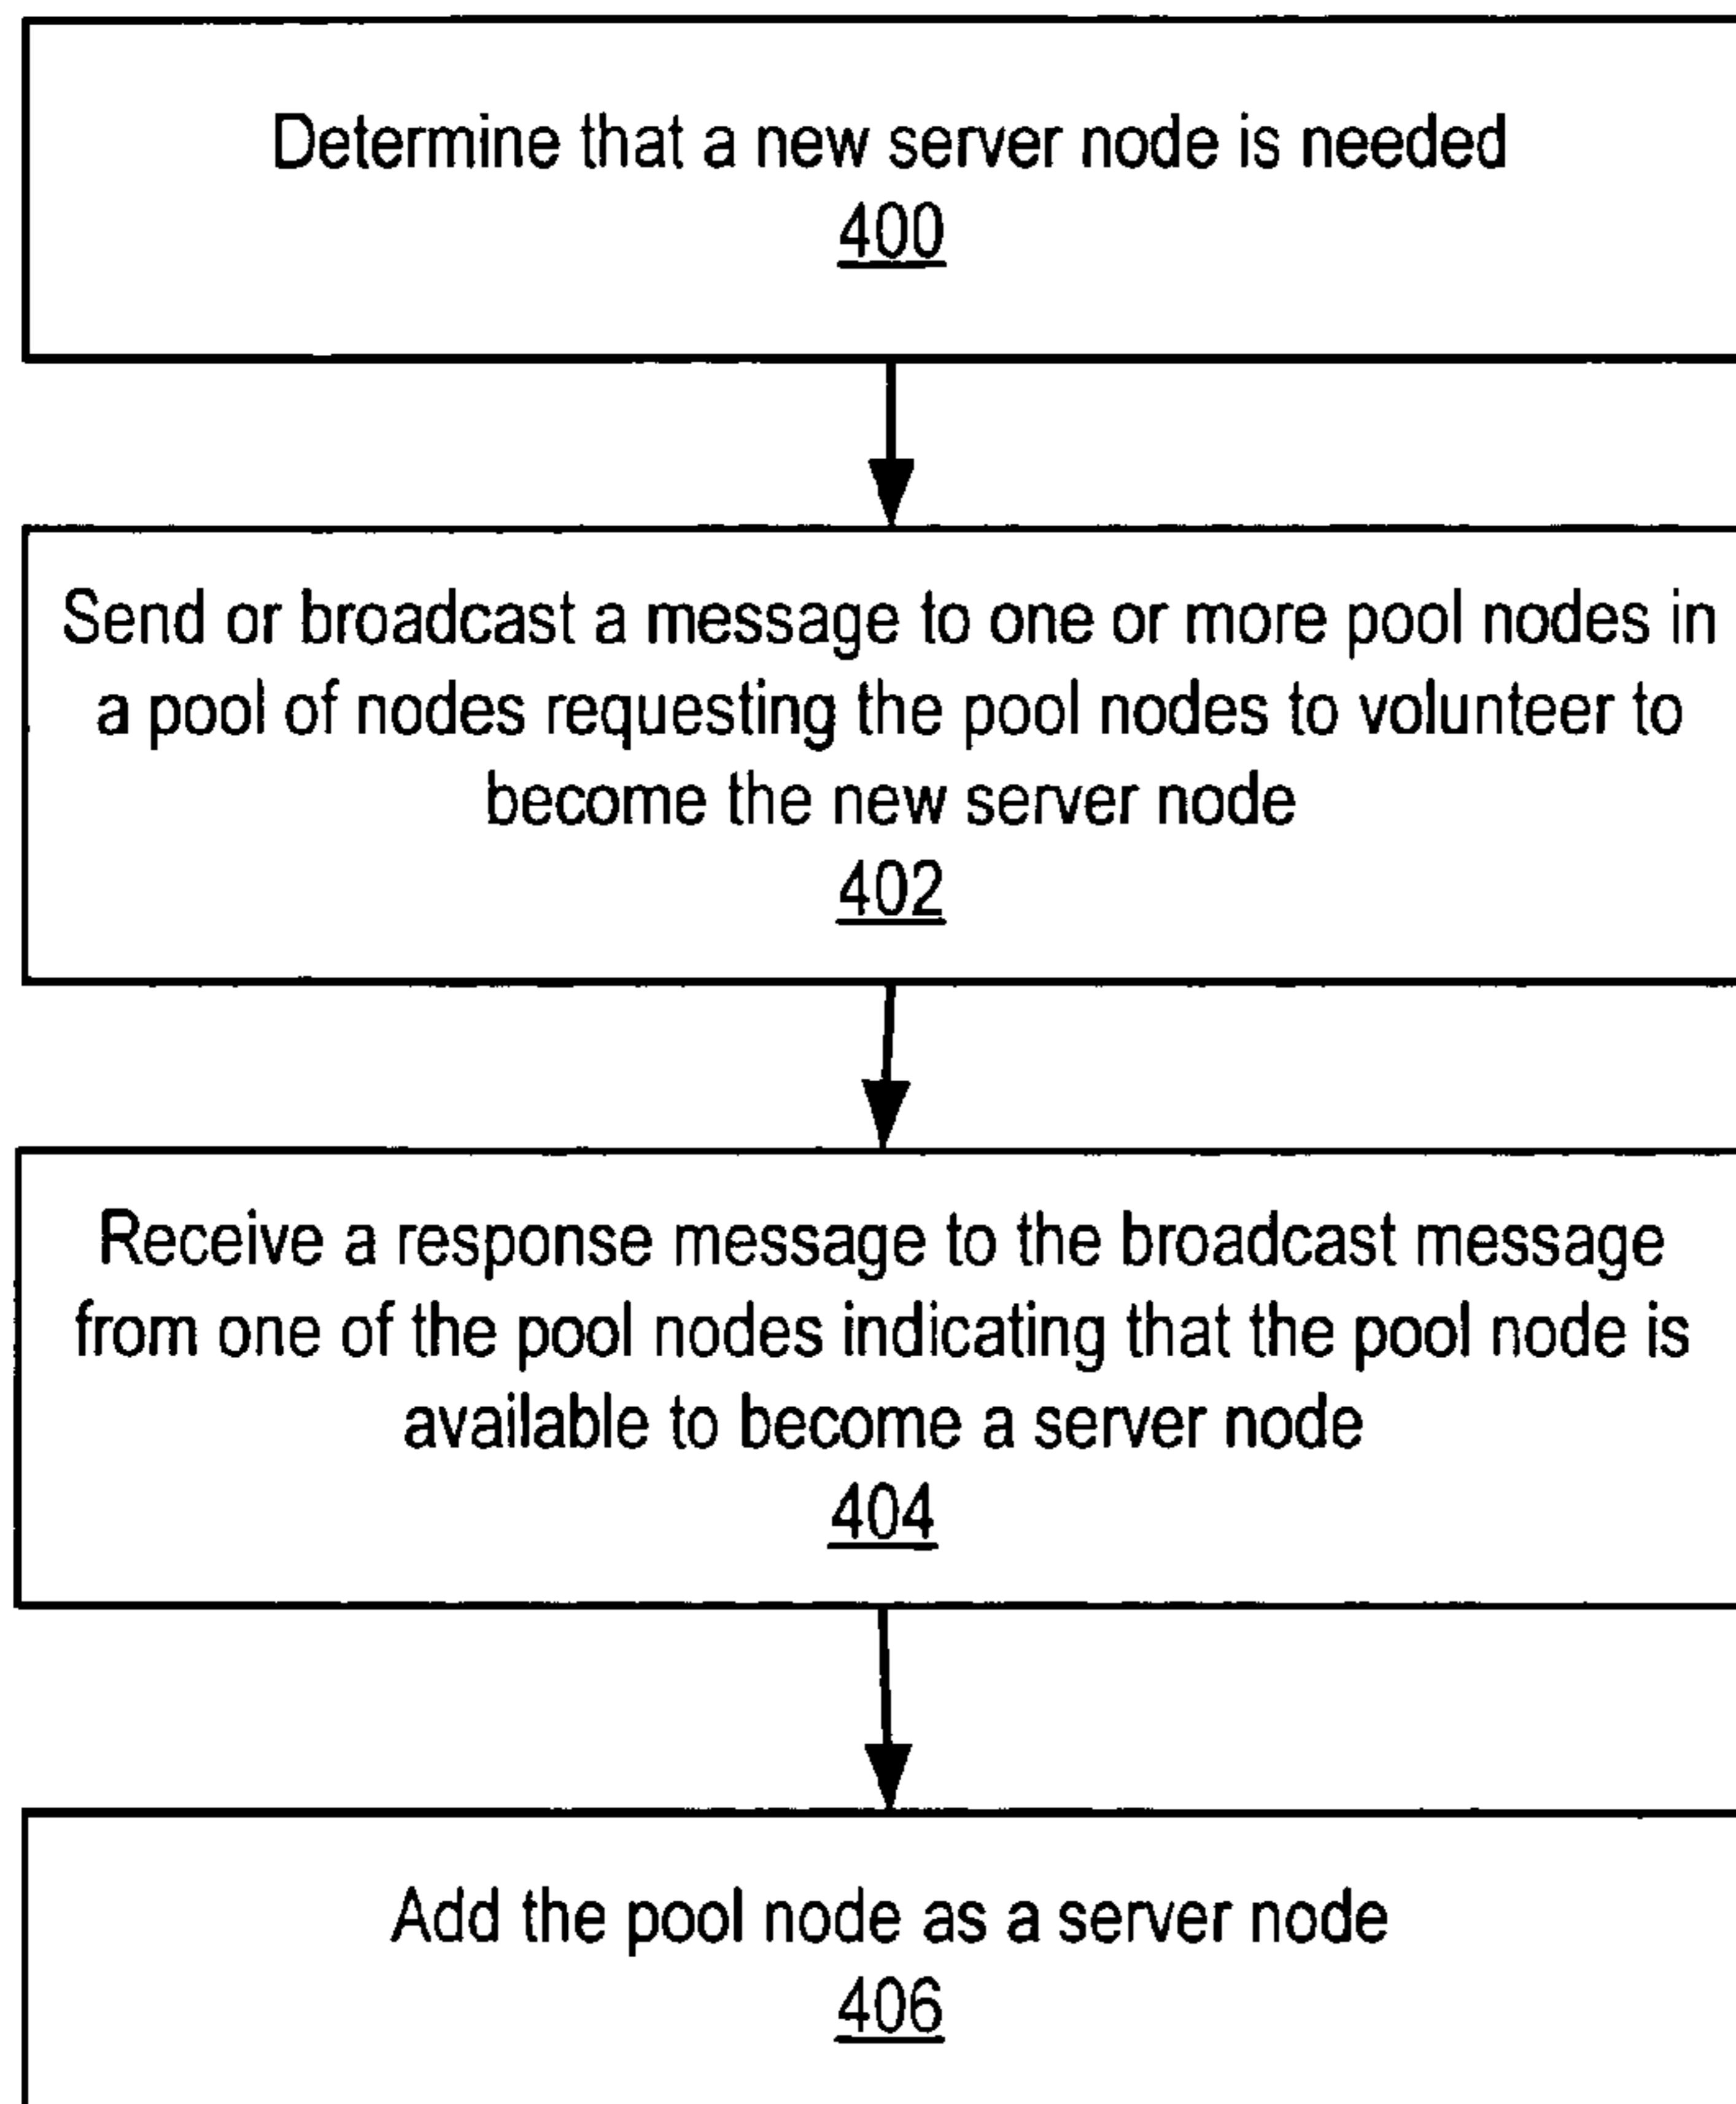 Determine that a new server node is needed
400
Send or broadcast a message to one or more pool nodes in
a pool of nodes requesting the pool nodes to volunteer to
become the new server node
402
Receive a response message to the broadcast message
from one of the pool nodes indicating that the pool node is
available to become a server node
404
Add the pool node as a server node
406